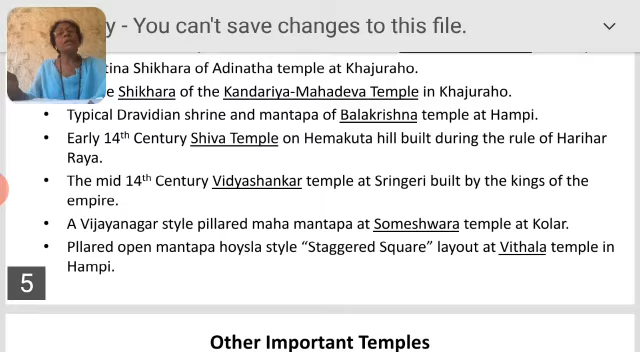 y - You can't save changes to this file.
tina Shikhara of Adinatha temple at Khajuraho.
e Shikhara of the Kandariya-Mahadeva Temple in Khajuraho.
• Typical Dravidian shrine and mantapa of Balakrishna temple at Hampi.
• Early 14th Century Shiva Temple on Hemakuta hill built during the rule of Harihar
Raya.
• The mid 14th Century Vidyashankar temple at Sringeri built by the kings of the
empire.
• A Vijayanagar style pillared maha mantapa at Someshwara temple at Kolar.
• Pllared open mantapa hoysla style “Staggered Square” layout at Vithala temple in
Hampi.
5
Other Important Temples